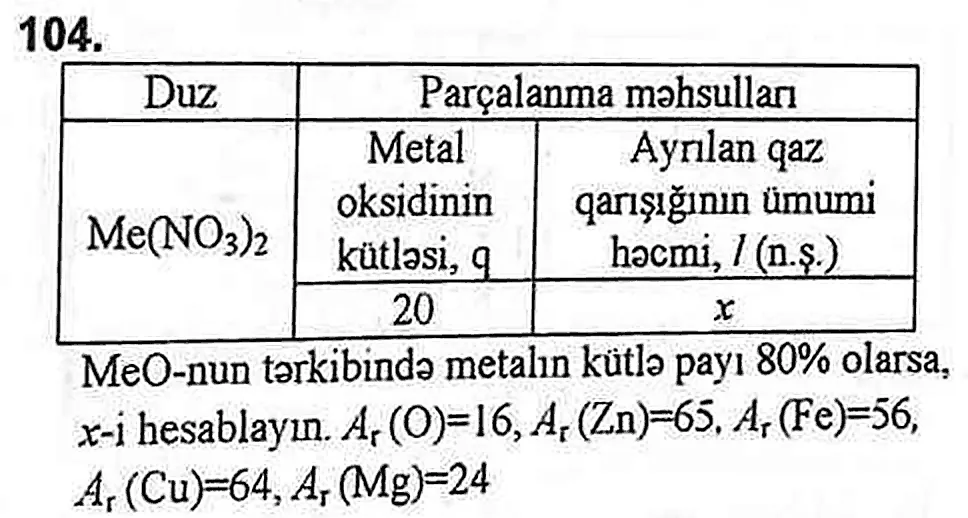 104.
Duz Parçalanma məhsulları
Metal Ayrılan qaz
oksidinin qarışığının ümumi
Me(NO₃)₂ kütləsi, q həcmi, l (n.ş.)
20 x
MeO-nun tərkibində metalın kütlə payı 80% olarsa,
x-i hesablayın. Aᵣ (O)=16, Aᵣ (Zn)=65, Aᵣ (Fe)=56,
Aᵣ (Cu)=64, Aᵣ (Mg)=24